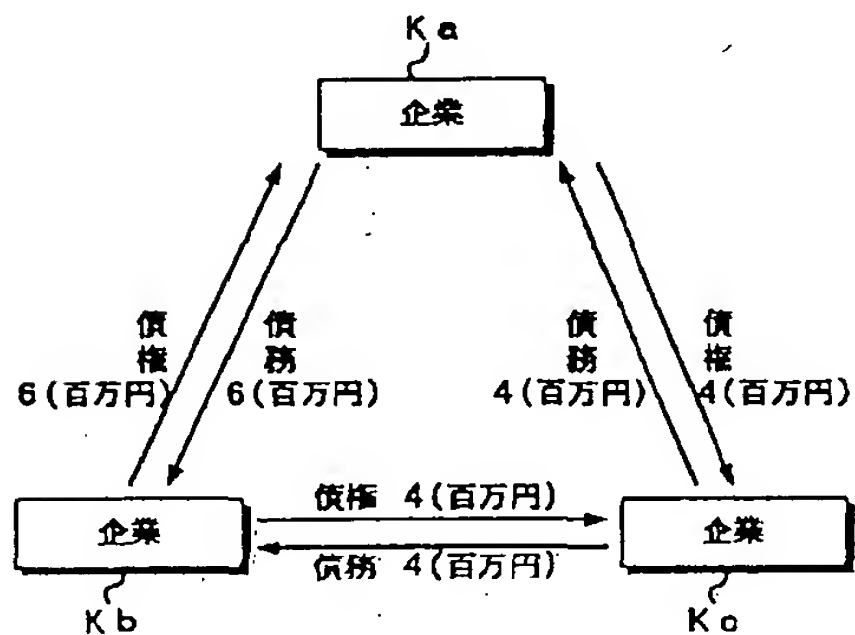 Ka
企業
債権
6(百万円)
債務
6(百万円)
債務
4(百万円)
債権
4(百万円)
債権 4(百万円)
債務 4(百万円)
企業
企業
Kb
Kc